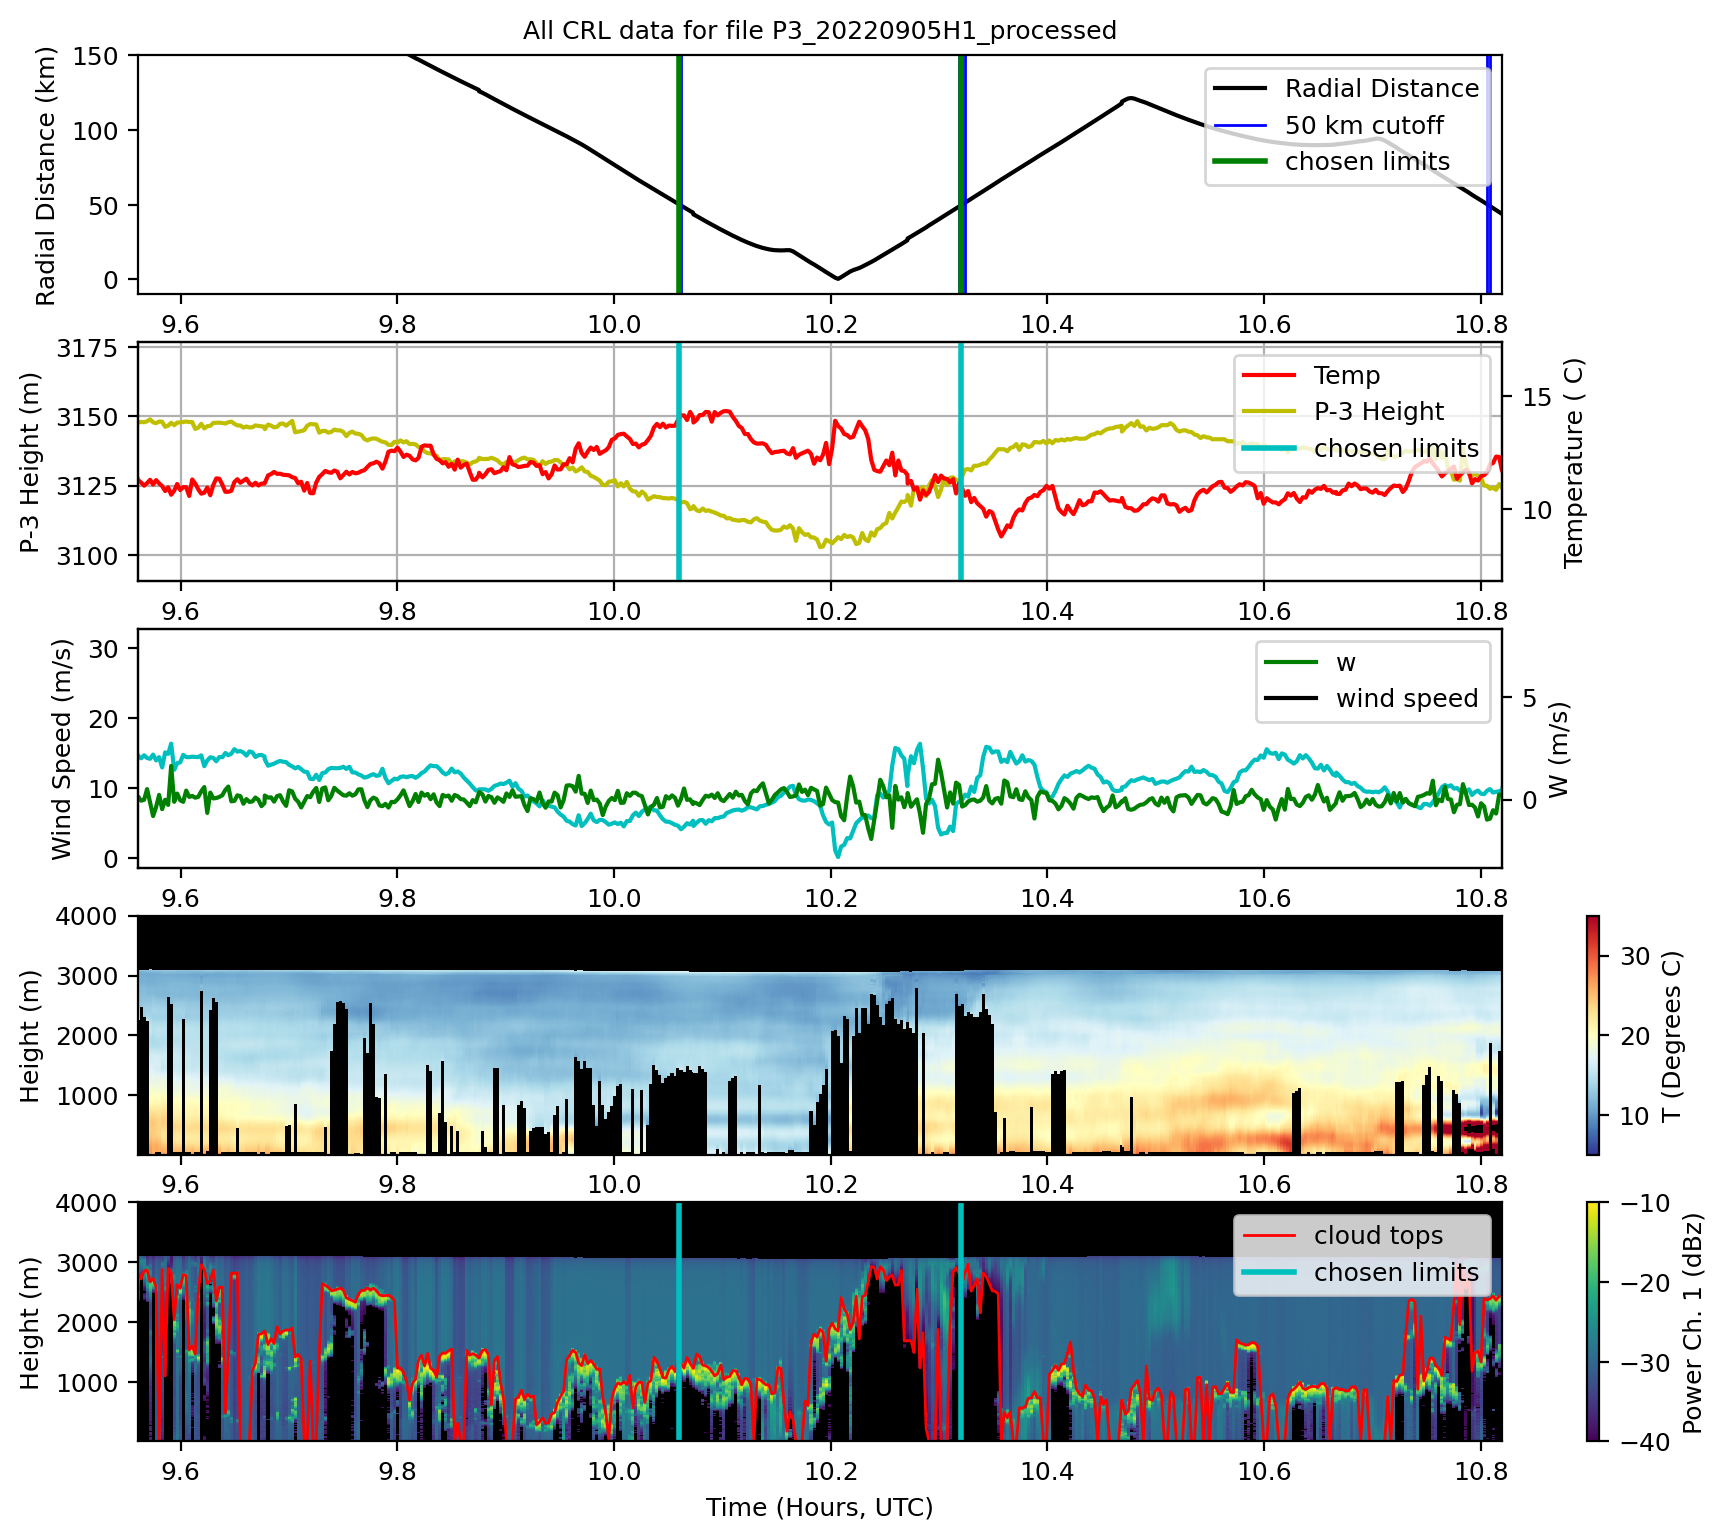 All CRL data for file P3_20220905H1_processed
Radial Distance (km)
150
100
50
0
Radial Distance
50 km cutoff
chosen limits
9.6 9.8 10.0 10.2 10.4 10.6 10.8
P-3 Height (m)
3175
3150
3125
3100
Temp
P-3 Height
chosen limits
15
10
Temperature ( C)
9.6 9.8 10.0 10.2 10.4 10.6 10.8
Wind Speed (m/s)
30
20
10
0
w
wind speed
5
0
W (m/s)
9.6 9.8 10.0 10.2 10.4 10.6 10.8
Height (m)
4000
3000
2000
1000
30
20
10
T (Degrees C)
9.6 9.8 10.0 10.2 10.4 10.6 10.8
Height (m)
4000
3000
2000
1000
cloud tops
chosen limits
−10
−20
−30
−40
Power Ch. 1 (dBz)
9.6 9.8 10.0 10.2 10.4 10.6 10.8
Time (Hours, UTC)